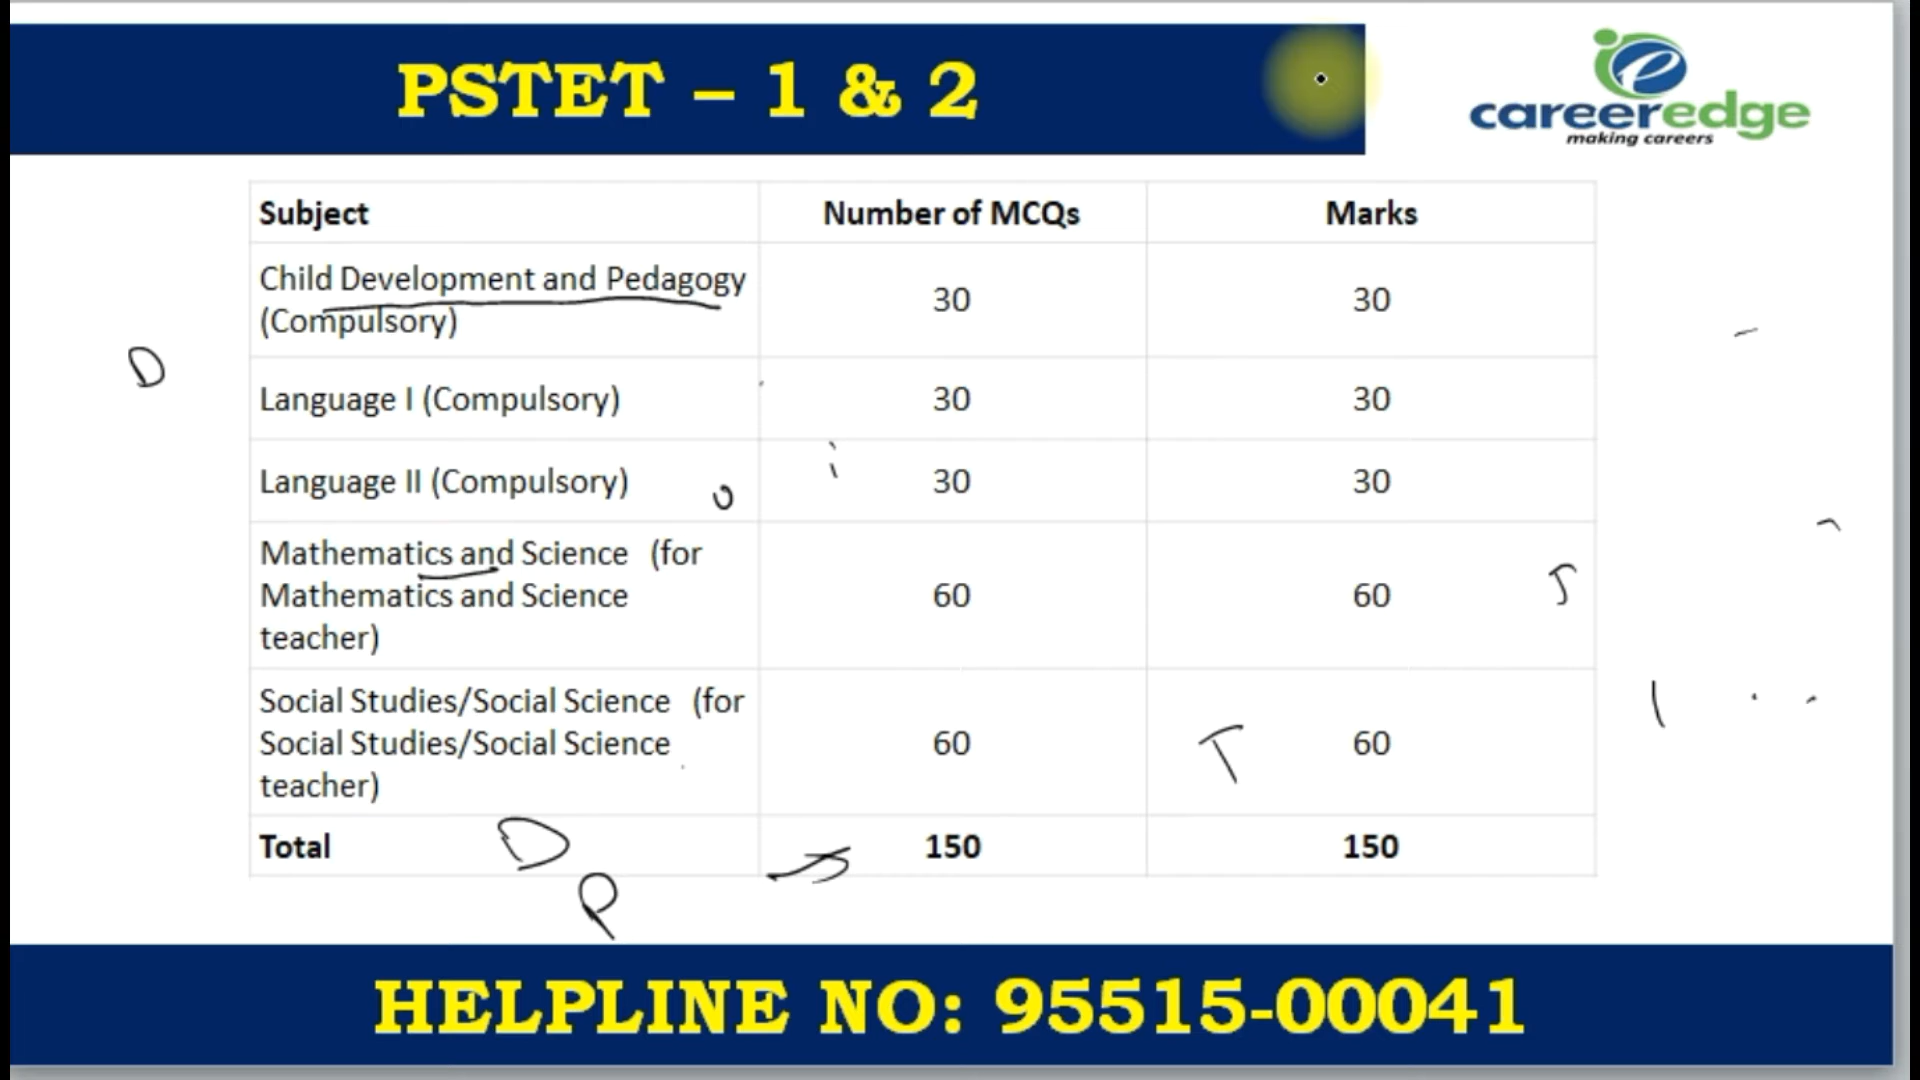 PSTET – 1 & 2
careeredge
making careers
Subject Number of MCQs Marks
Child Development and Pedagogy
(Compulsory) 30 30
D
Language I (Compulsory) 30 30
Language II (Compulsory) 30 30
Mathematics and Science (for
Mathematics and Science 60 60
teacher)
Social Studies/Social Science (for
Social Studies/Social Science 60 60
teacher)
T
Total 150 150
D
P
HELPLINE NO: 95515-00041